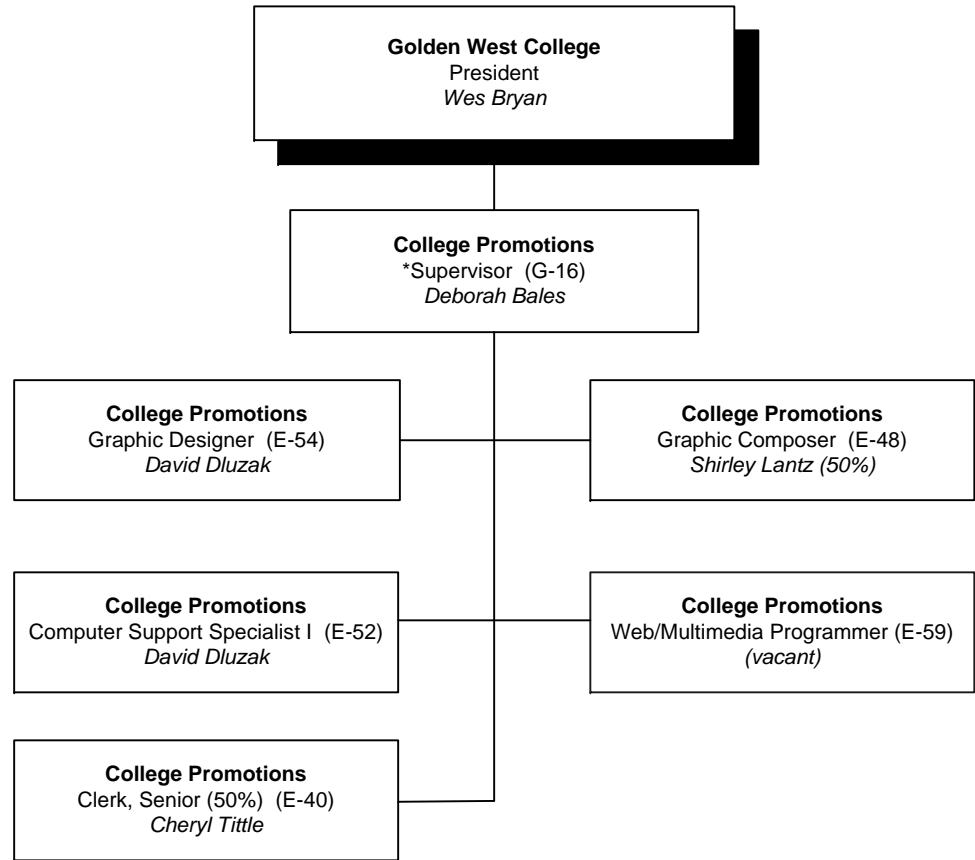 Golden West College
President
Wes Bryan
College Promotions
*Supervisor (G-16)
Deborah Bales
College Promotions
Graphic Designer (E-54)
David Dluzak
College Promotions
Graphic Composer (E-48)
Shirley Lantz (50%)
College Promotions
Computer Support Specialist I (E-52)
David Dluzak
College Promotions
Web/Multimedia Programmer (E-59)
(vacant)
College Promotions
Clerk, Senior (50%) (E-40)
Cheryl Tittle